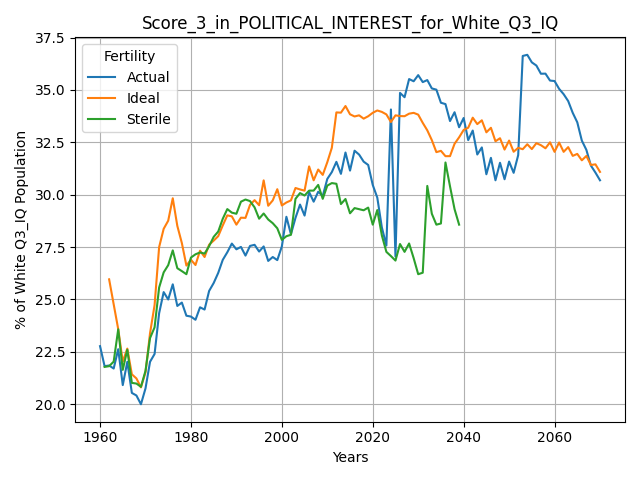 Score_3_in_POLITICAL_INTEREST_for_White_Q3_IQ
37.5
35.0
32.5
30.0
27.5
25.0
22.5
20.0
% of White Q3_IQ Population
Fertility
Actual
Ideal
Sterile
1960
1980
2000
2020
2040
2060
Years